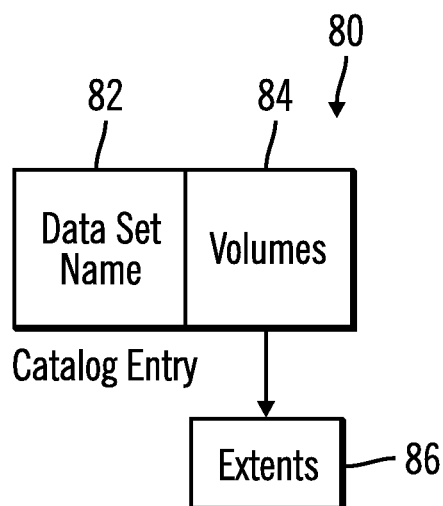 80
82
84
Data Set
Name
Volumes
Catalog Entry
Extents
86